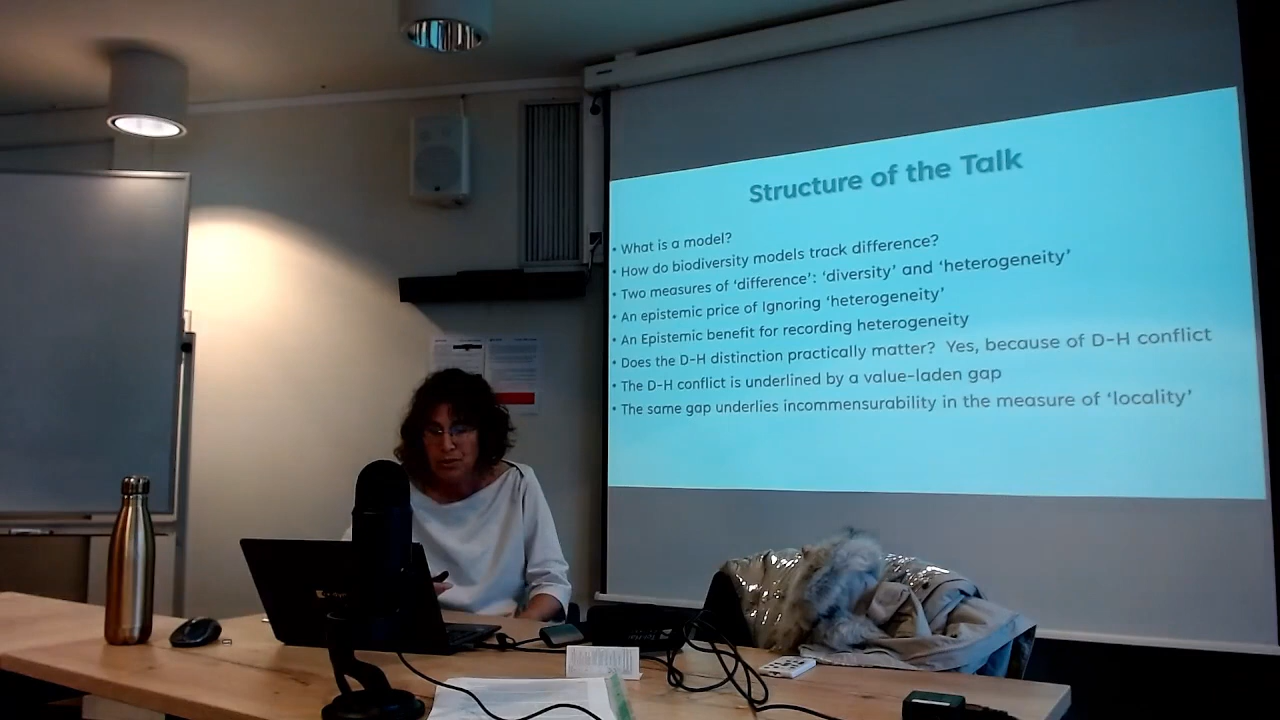 Structure of the Talk
• What is a model?
• How do biodiversity models track difference?
• Two measures of ‘difference’: ‘diversity’ and ‘heterogeneity’
• An epistemic price of Ignoring ‘heterogeneity’
• An Epistemic benefit for recording heterogeneity
• Does the D-H distinction practically matter? Yes, because of D-H conflict
• The D-H conflict is underlined by a value-laden gap
• The same gap underlies incommensurability in the measure of ‘locality’